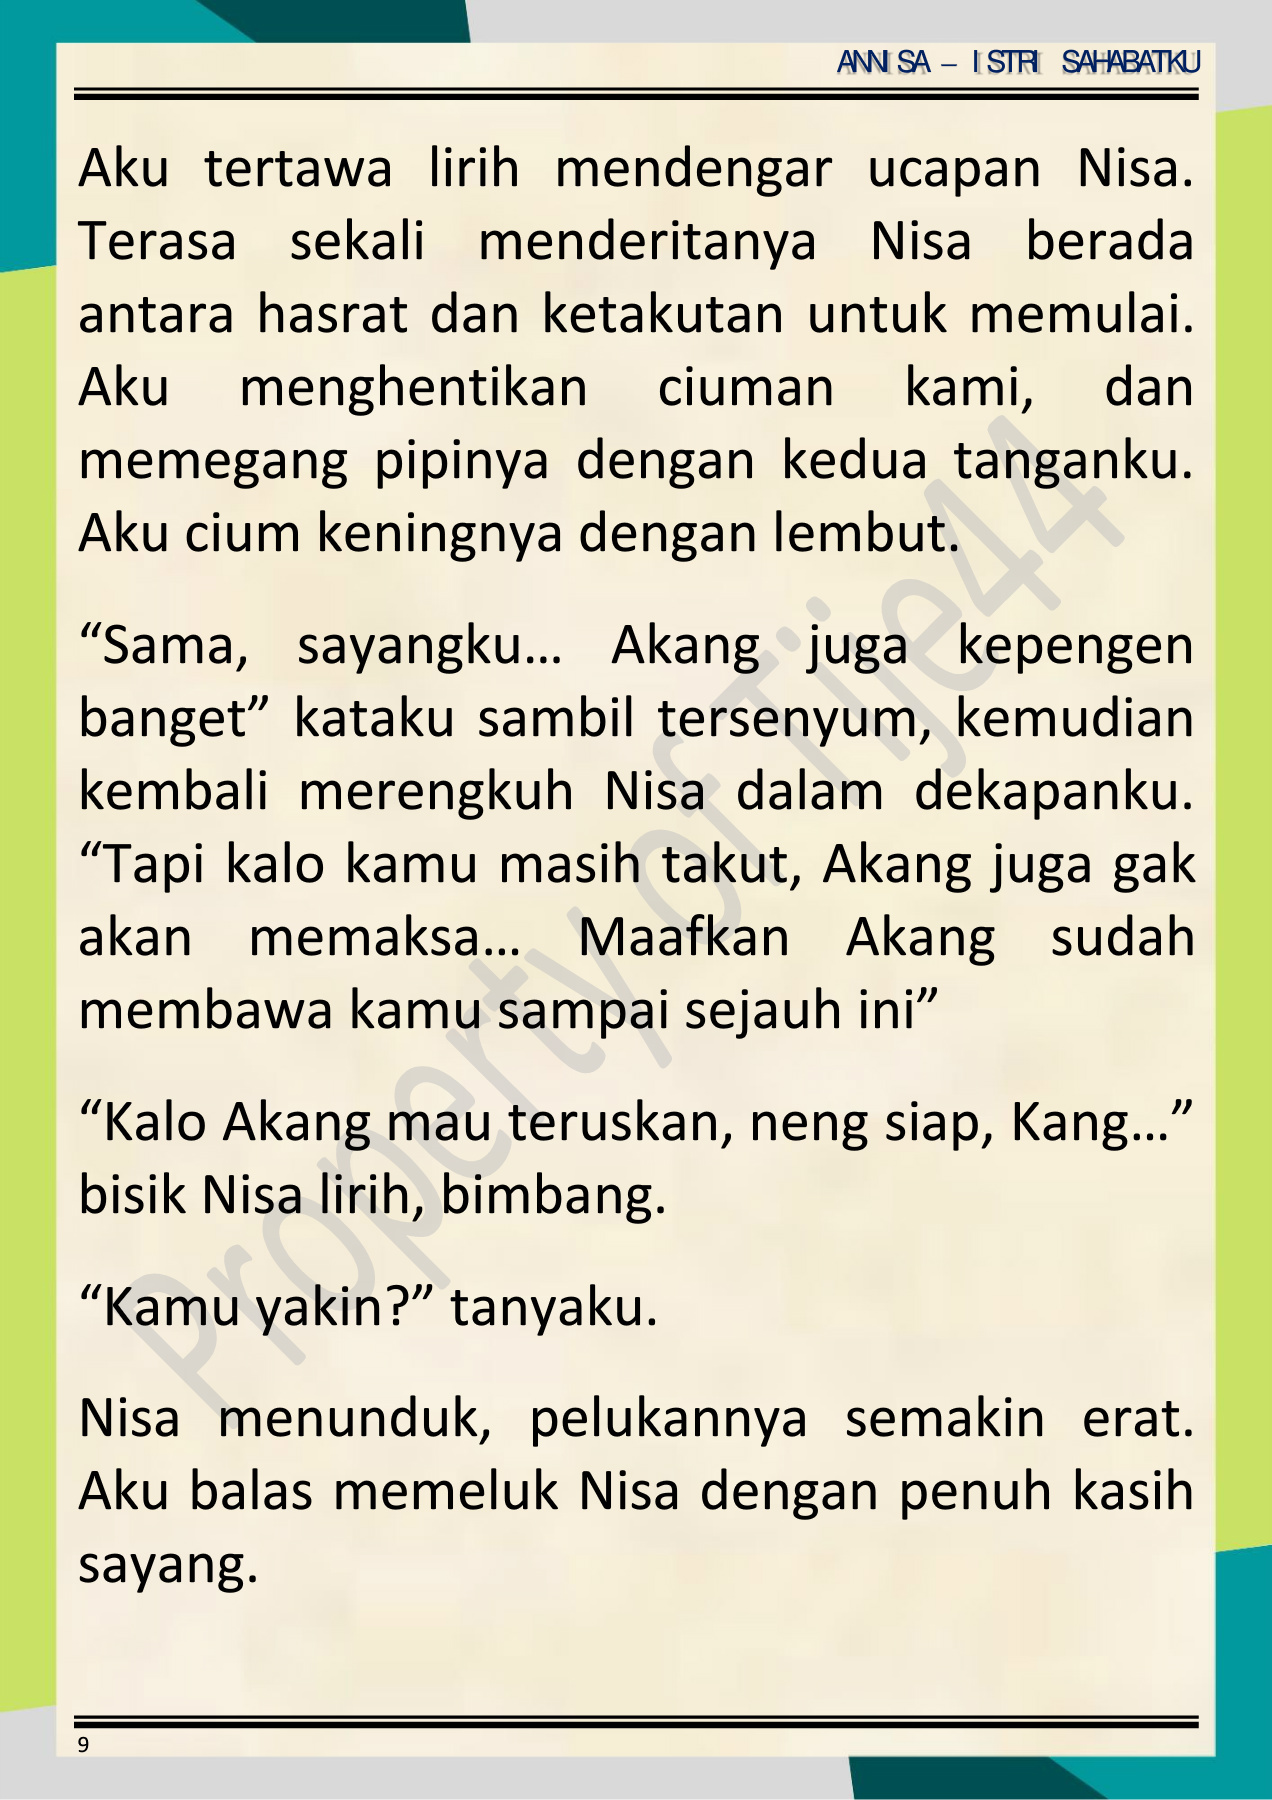 ANNISA – ISTRI SAHABATKU
Aku tertawa lirih mendengar ucapan Nisa.
Terasa sekali menderitanya Nisa berada
antara hasrat dan ketakutan untuk memulai.
Aku menghentikan ciuman kami, dan
memegang pipinya dengan kedua tanganku.
Aku cium keningnya dengan lembut.
“Sama, sayangku… Akang juga kepengen
banget” kataku sambil tersenyum, kemudian
kembali merengkuh Nisa dalam dekapanku.
“Tapi kalo kamu masih takut, Akang juga gak
akan memaksa… Maafkan Akang sudah
membawa kamu sampai sejauh ini”
“Kalo Akang mau teruskan, neng siap, Kang…”
bisik Nisa lirih, bimbang.
“Kamu yakin?” tanyaku.
Nisa menunduk, pelukannya semakin erat.
Aku balas memeluk Nisa dengan penuh kasih
sayang.
Property of Tije44
9